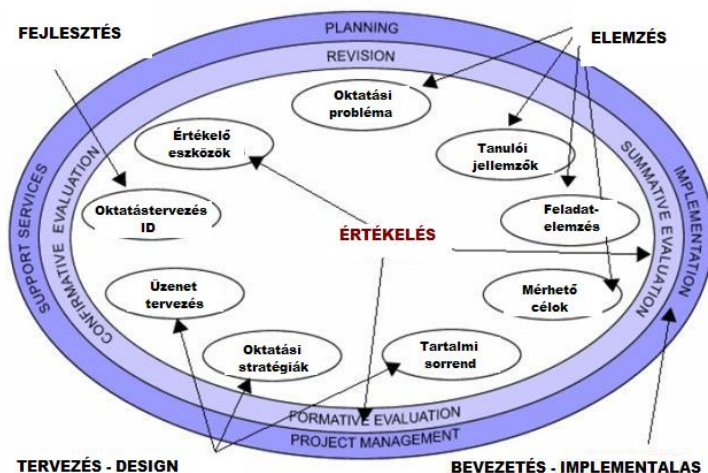 FEJLESZTÉS
PLANNING
ELEMZÉS
REVISION
Oktatási
probléma
Értékelő
eszközök
Tanulói
jellemzők
SUPPORT SERVICES
CONFIRMATIVE EVALUATION
SUMMATIVE EVALUATION
IMPLEMENTATION
Oktatástervezés
ID
Feladat-
elemzés
ÉRTÉKELÉS
Üzenet
tervezés
Mérhető
célok
Oktatási
stratégiák
Tartalmi
sorrend
FORMATIVE EVALUATION
PROJECT MANAGEMENT
TERVEZÉS - DESIGN
BEVEZETÉS - IMPLEMENTALAS